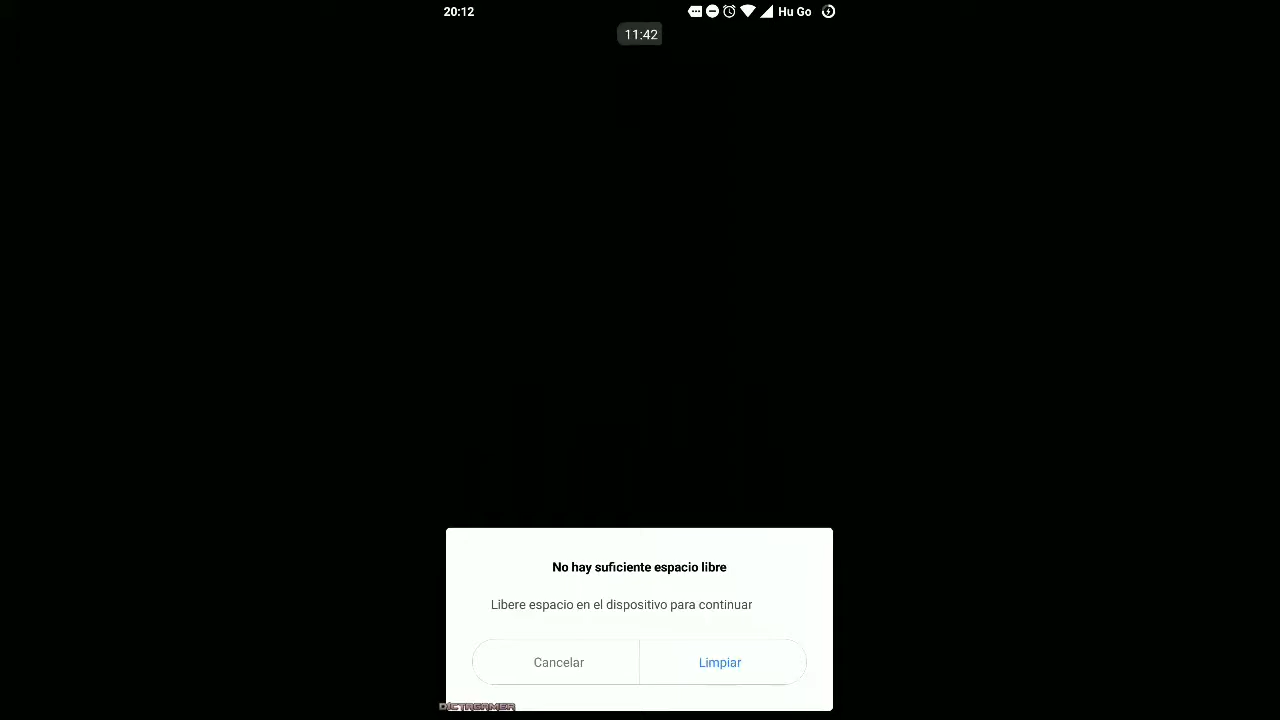 20:12 Hu Go
11:42
No hay suficiente espacio libre
Libere espacio en el dispositivo para continuar
Cancelar Limpiar
DICTAGAMER